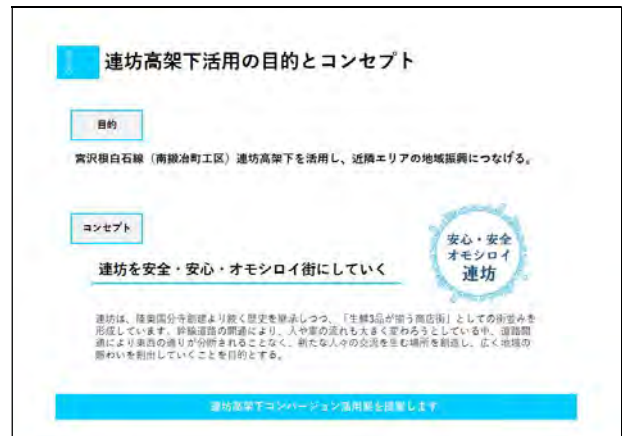 連坊高架下活用の目的とコンセプト
目的
宮沢根白石線（南鍛冶町工区）連坊高架下を活用し、近隣エリアの地域振興につなげる。
コンセプト
安心・安全
オモシロイ
連坊
連坊を安全・安心・オモシロイ街にしていく
連坊は、陸奥国分寺創建より続く歴史を継承しつつ、「生鮮3品が揃う商店街」としての街並みを
形成しています。幹線道路の開通により、人や車の流れも大きく変わろうとしている中、道路開
通により東西の通りが分断されることなく、新たな人々の交流を生む場所を創造し、広く地域の
賑わいを創出していくことを目的とする。
連坊高架下コンバージョン活用案を提案します